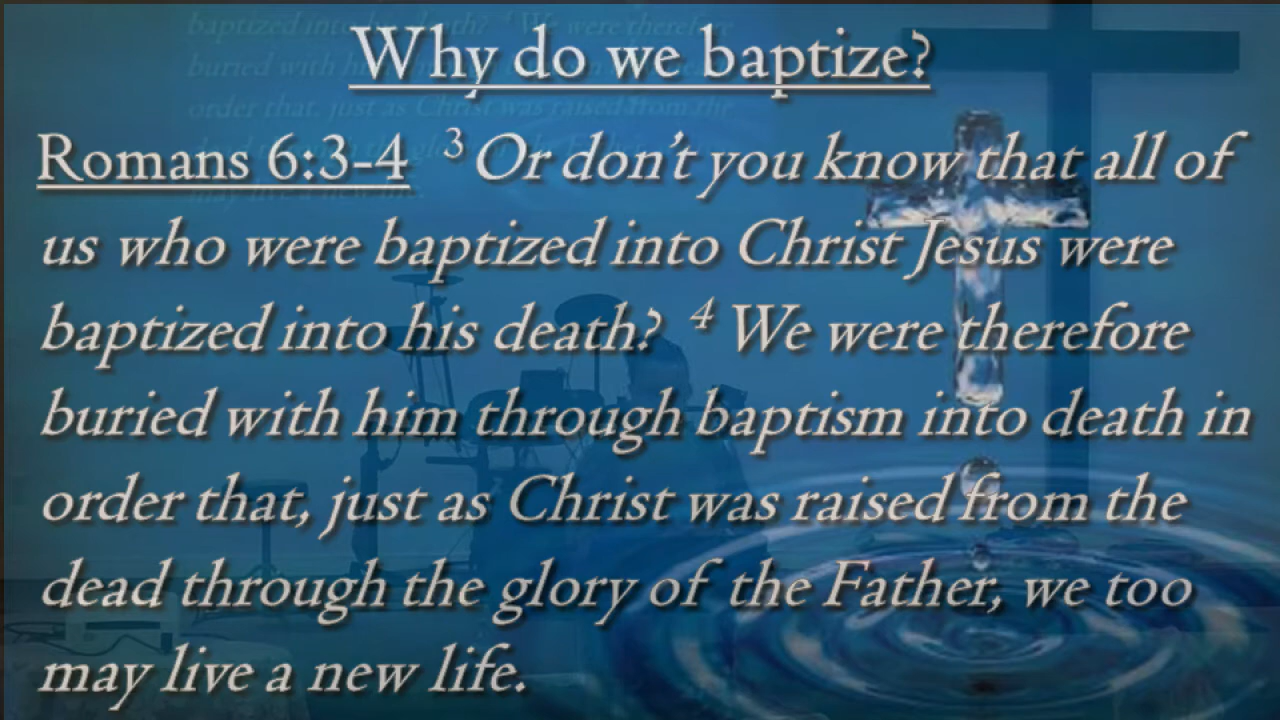 Why do we baptize?
Romans 6:3-4 ³ Or don't you know that all of
us who were baptized into Christ Jesus were
baptized into his death? ⁴ We were therefore
buried with him through baptism into death in
order that, just as Christ was raised from the
dead through the glory of the Father, we too
may live a new life.